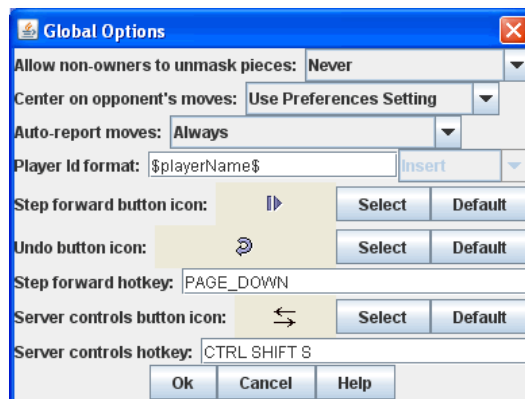 Global Options
Allow non-owners to unmask pieces: Never
Center on opponent's moves: Use Preferences Setting
Auto-report moves: Always
Player Id format: $playerName$ Insert
Step forward button icon: Select Default
Undo button icon: Select Default
Step forward hotkey: PAGE_DOWN
Server controls button icon: Select Default
Server controls hotkey: CTRL SHIFT S
Ok Cancel Help